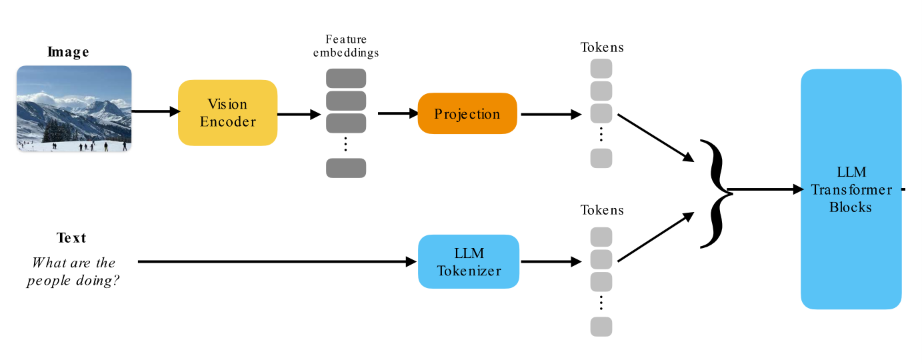 Image
Vision
Encoder
Feature
embeddings
Projection
Tokens
LLM
Transformer
Blocks
Text
What are the
people doing?
LLM
Tokenizer
Tokens